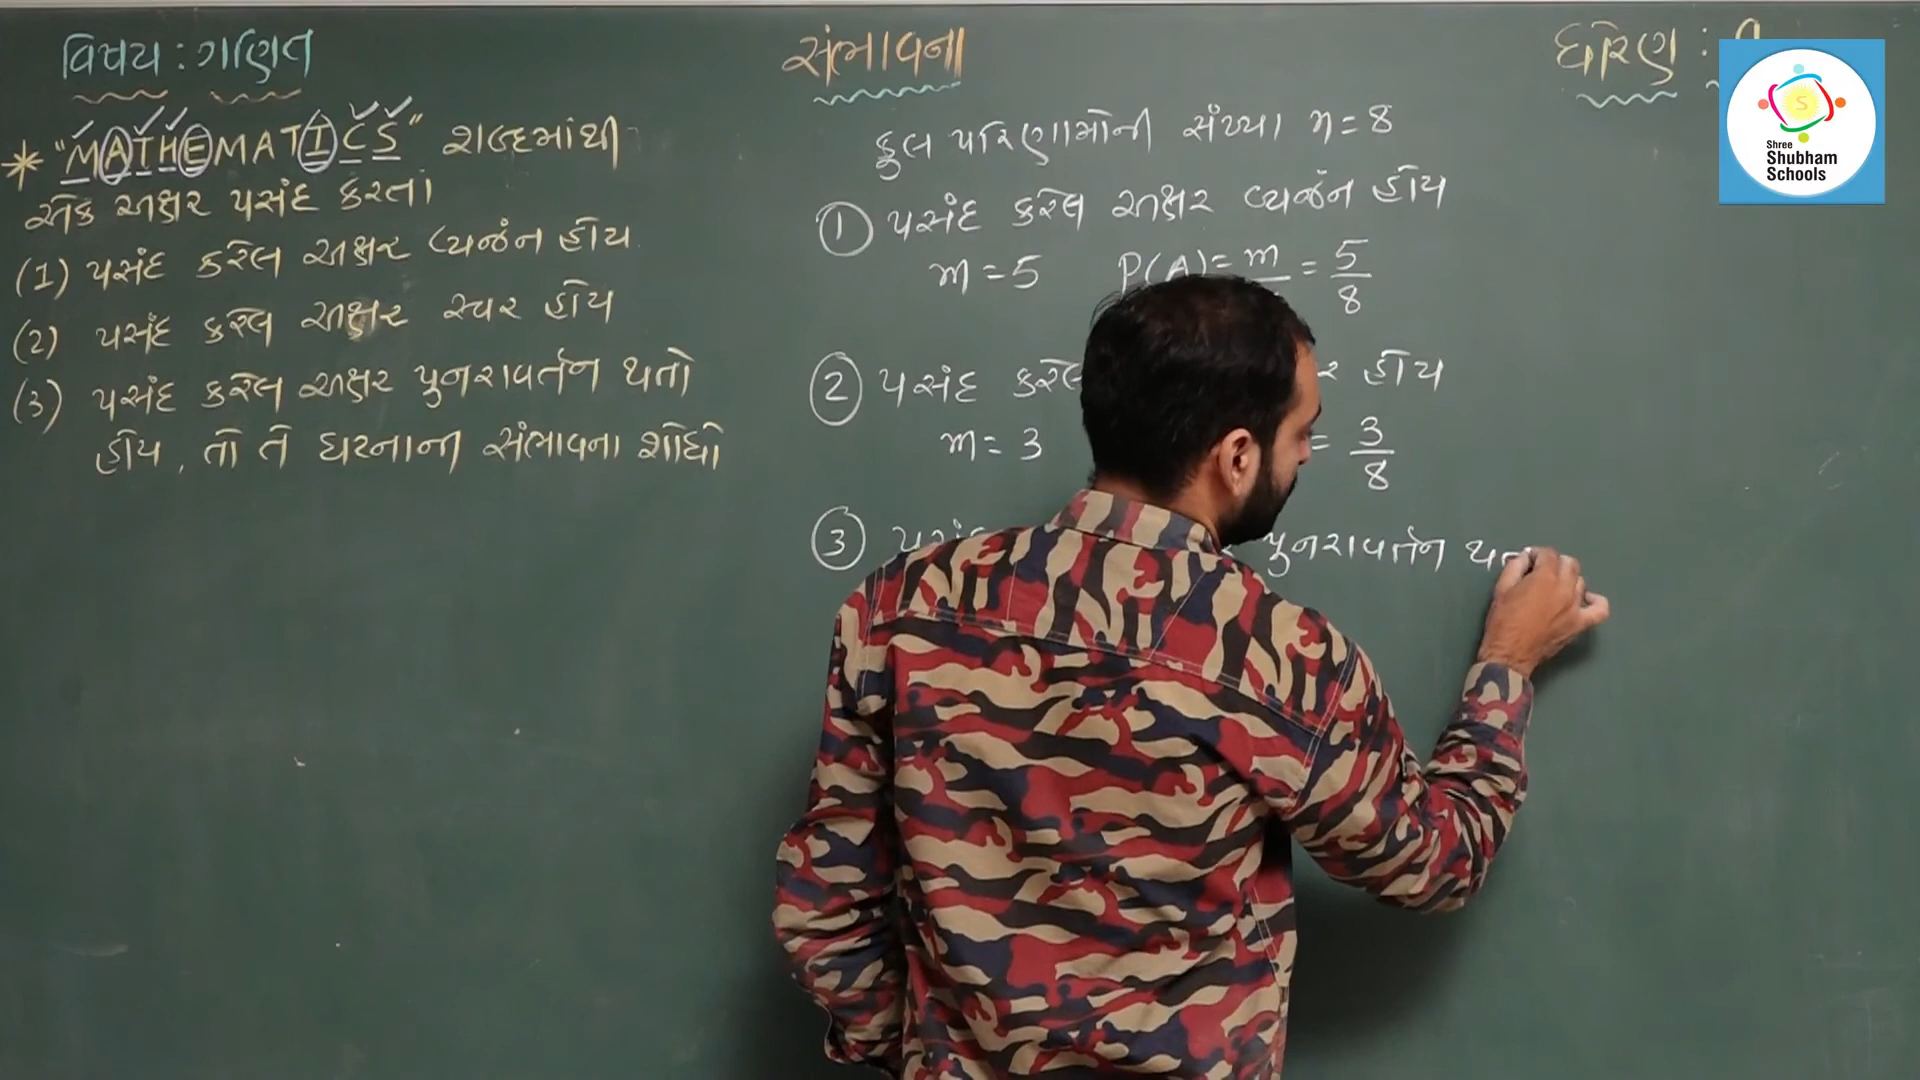 વિષય : ગણિત
સંભાવના
ધોરણ :
* "MATHEMATICS" શબ્દમાંથી
એક અક્ષર પસંદ કરતા
(1) પસંદ કરેલ અક્ષર વ્યજંન હોય
(2) પસંદ કરેલ અક્ષર સ્વર હોય
(3) પસંદ કરેલ અક્ષર પુનરાવર્તન થતો
હોય, તો તે ઘટનાની સંભાવના શોધો
કુલ પરિણામોની સંખ્યા n = 8
① પસંદ કરેલ અક્ષર વ્યજંન હોય
m = 5 P(A) = m = 5/8
② પસંદ કરેલ હોય
m = 3 = 3/8
③ પુનરાવર્તન
Shree
Shubham
Schools
S